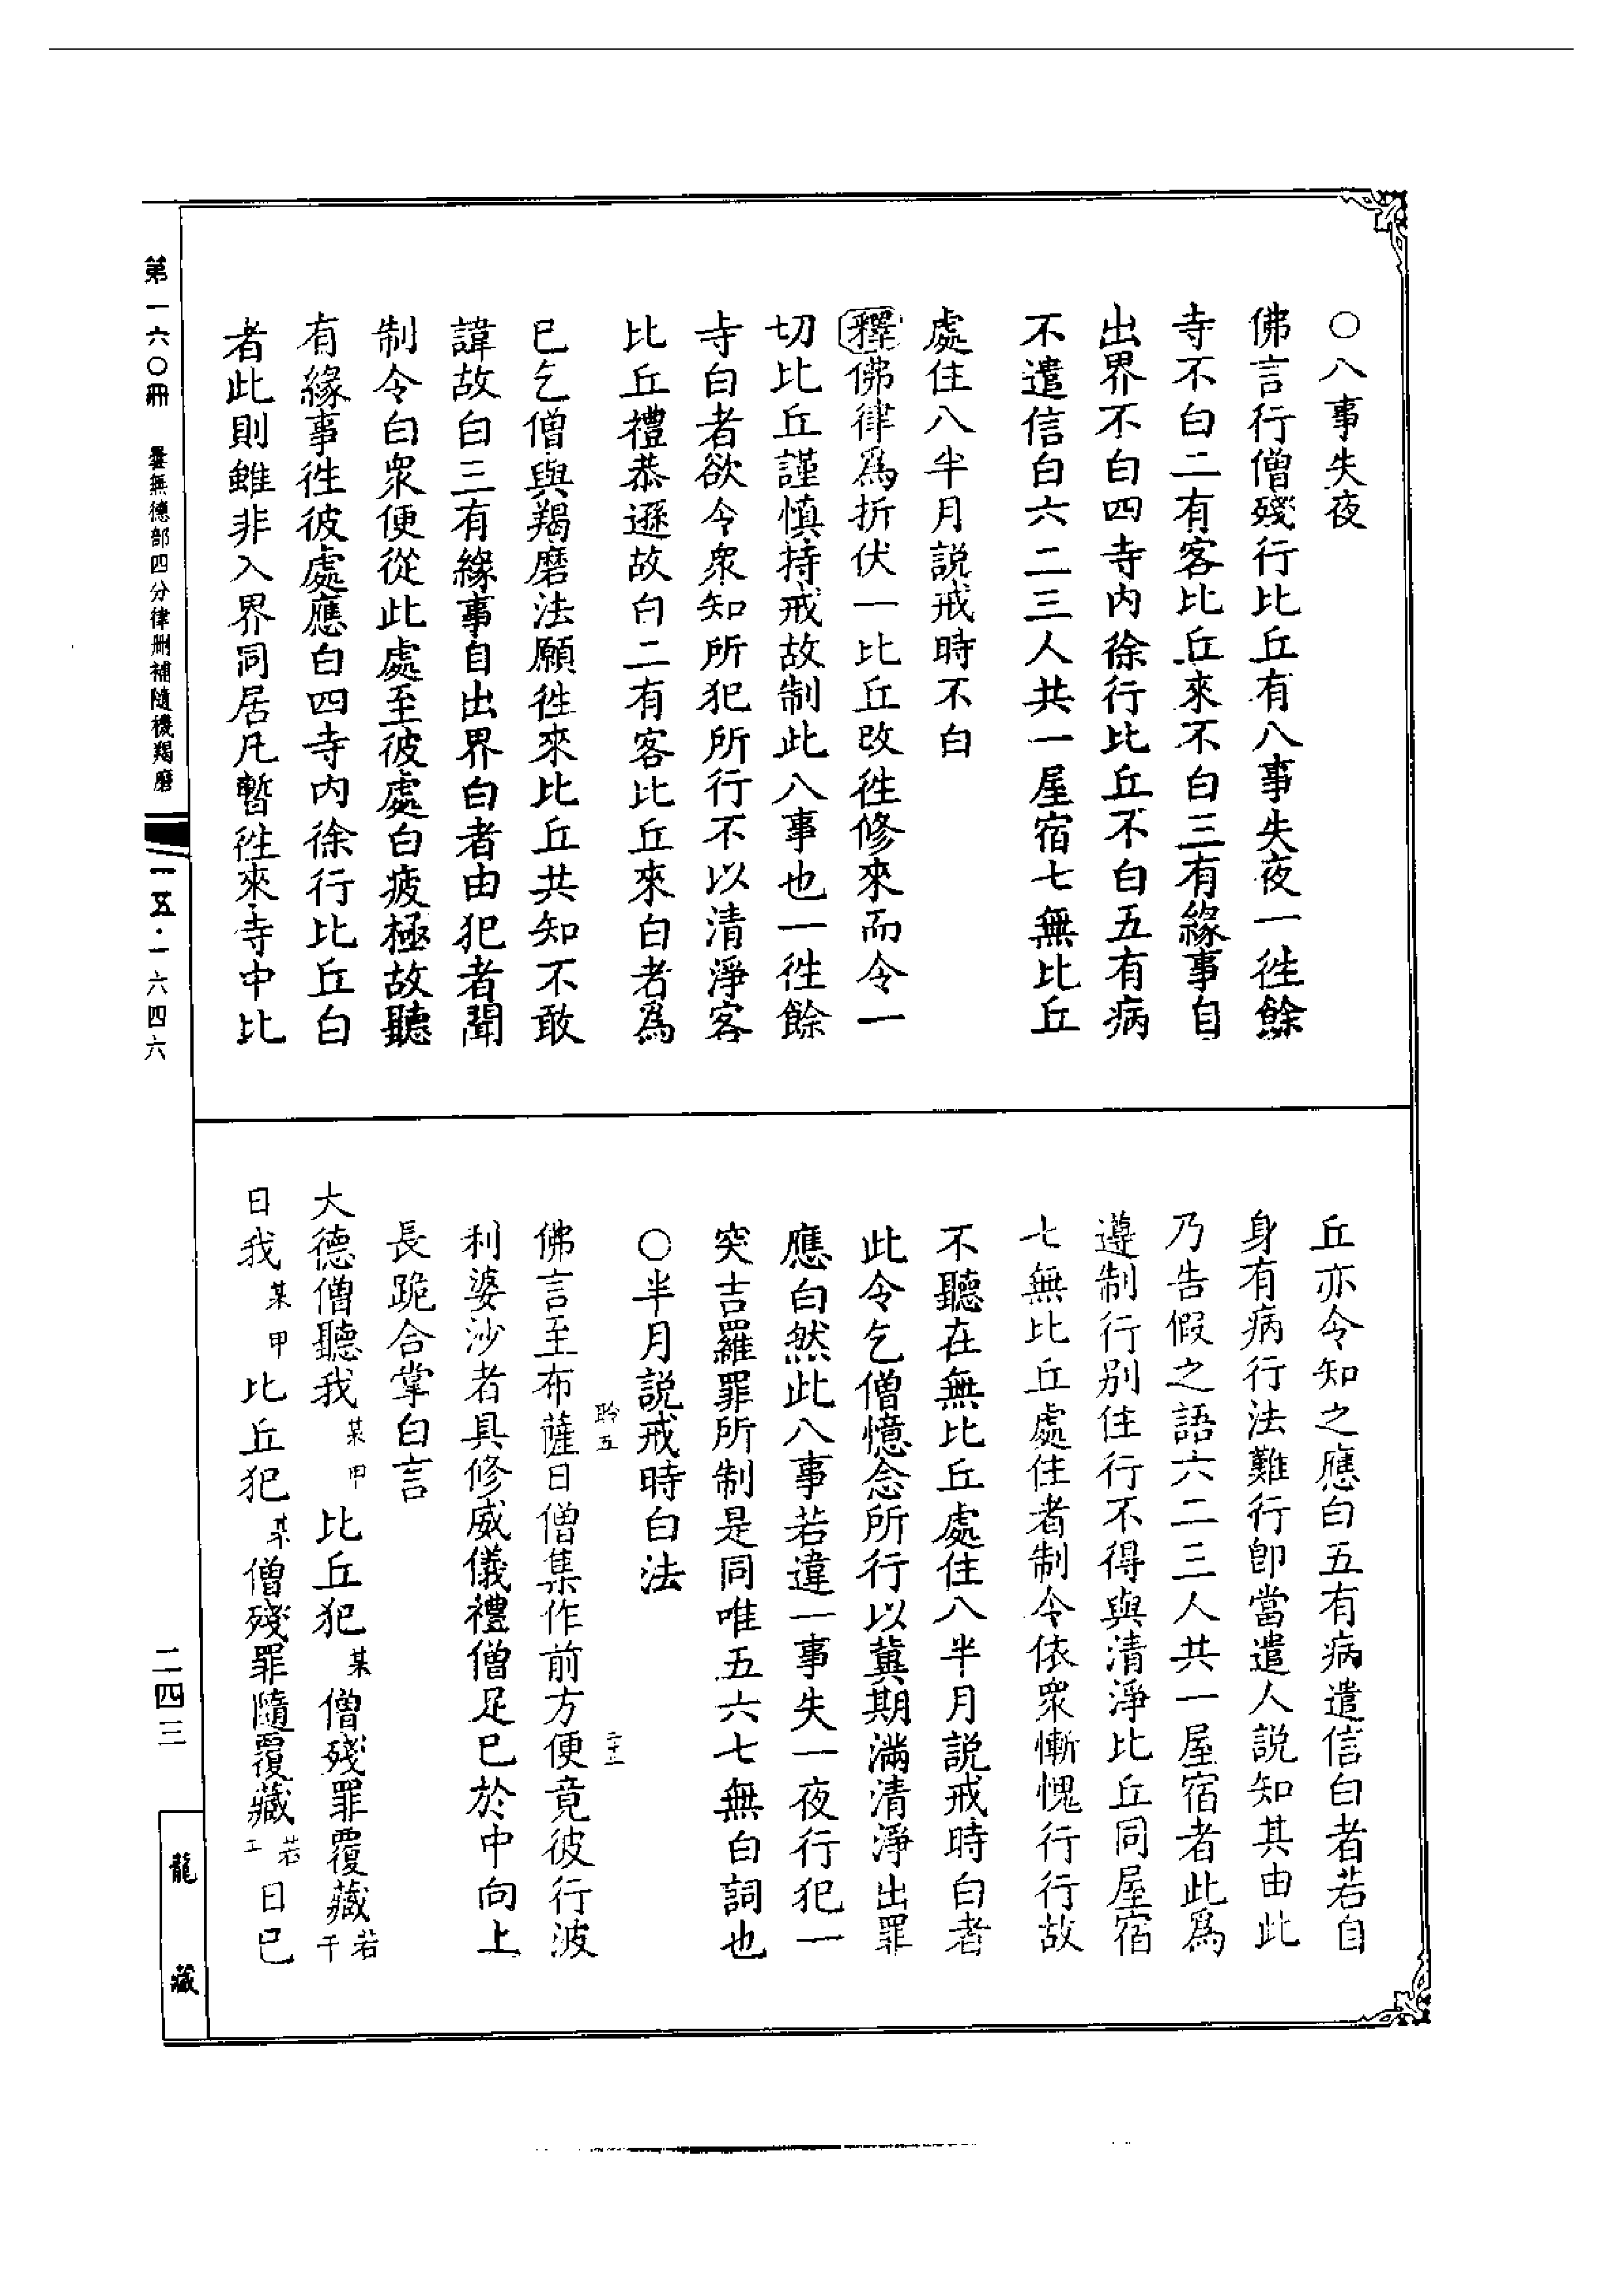 ○八事失夜
佛言行僧殘行比丘有八事失夜一徃餘
寺不白二有客比丘來不白三有緣事自
出界不白四寺內徐行比丘不白五有病
不遣信白六二三人共一屋宿七無比丘
處住八半月説戒時不白
釋佛律為折伏一比丘改徃修來而令一
切比丘謹慎持戒故制此八事也一徃餘
寺白者欲令衆知所犯所行不以清淨客
比丘禮恭遜故白二有客比丘來白者為
已乞僧與羯磨法願徃來比丘共知不敢
諱故白三有緣事自出界白者由犯者聞
制令白衆便從此處至彼處白疲極故聽
有緣事徃彼處應白四寺內徐行比丘白
者此則雖非入界同居凡暫徃來寺中比
丘亦令知之應白五有病遣信白者若自
身有病行法難行卽當遣人説知其由此
乃告假之語六二三人共一屋宿者此為
遵制行别住行不得與清淨比丘同屋宿
七無比丘處住者制令依衆慚愧行行故
不聽在無比丘處住八半月説戒時白者
此令乞僧憶念所行以冀期滿清淨出罪
應白然此八事若違一事失一夜行犯一
突吉羅罪所制是同唯五六七無白詞也
○半月説戒時白法
佛言至布薩日僧集作前方便竟彼行波
利婆沙者具修威儀禮僧足已於中向上
長跪合掌白言
大德僧聽我某甲比丘犯某僧殘罪覆藏若干
日我某甲比丘犯某僧殘罪隨覆藏若干日已
第一六〇册
曇無德部四分律刪補隨機羯磨
一五·一六四六
二四三
龍藏